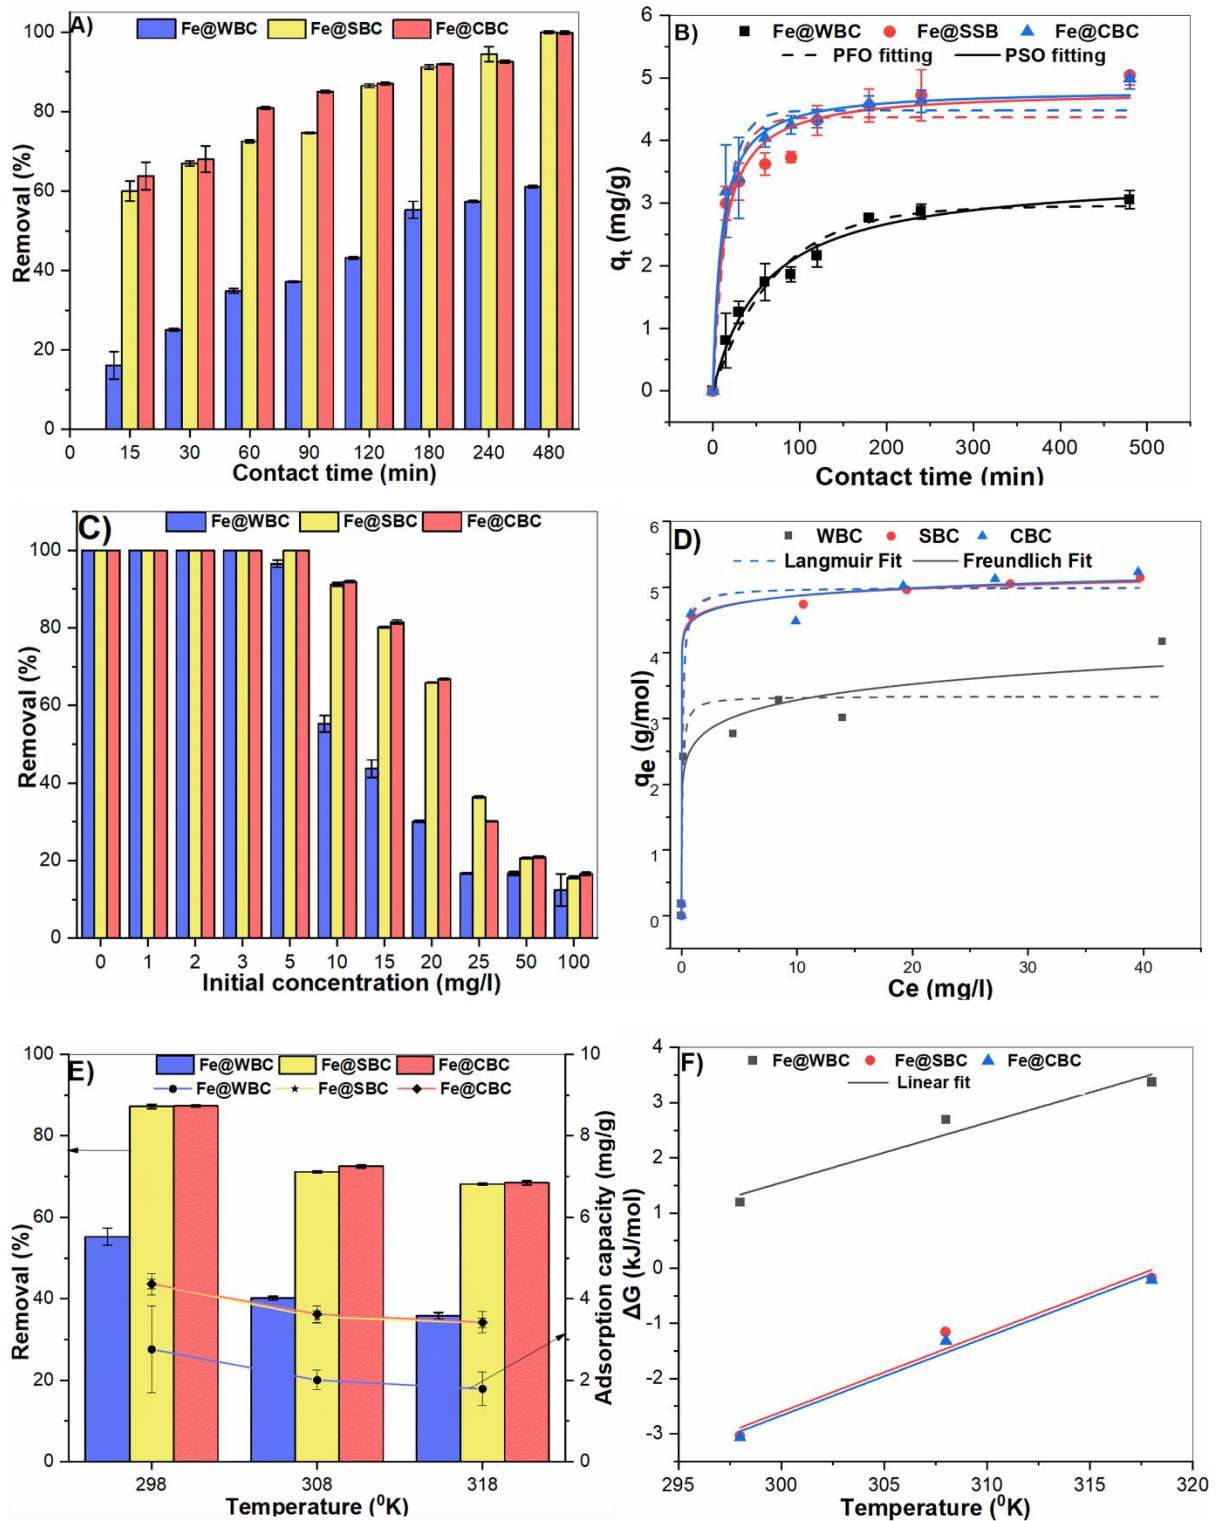 A)
Fe@WBC Fe@SBC Fe@CBC
Removal (%)
100
80
60
40
20
0
0 15 30 60 90 120 180 240 480
Contact time (min)
B)
Fe@WBC Fe@SSB Fe@CBC
PFO fitting PSO fitting
qt (mg/g)
6
5
4
3
2
1
0
0 100 200 300 400 500
Contact time (min)
C)
Fe@WBC Fe@SBC Fe@CBC
Removal (%)
100
80
60
40
20
0
0 1 2 3 5 10 15 20 25 50 100
Initial concentration (mg/l)
D)
WBC SBC CBC
Langmuir Fit Freundlich Fit
qe (g/mol)
6
5
4
3
2
1
0
0 10 20 30 40
Ce (mg/l)
E)
Fe@WBC Fe@SBC Fe@CBC
Fe@WBC Fe@SBC Fe@CBC
Removal (%)
100
80
60
40
20
0
Adsorption capacity (mg/g)
10
8
6
4
2
0
298 308 318
Temperature (⁰K)
F)
Fe@WBC Fe@SBC Fe@CBC
Linear fit
ΔG (kJ/mol)
4
3
2
1
0
-1
-2
-3
295 300 305 310 315 320
Temperature (⁰K)